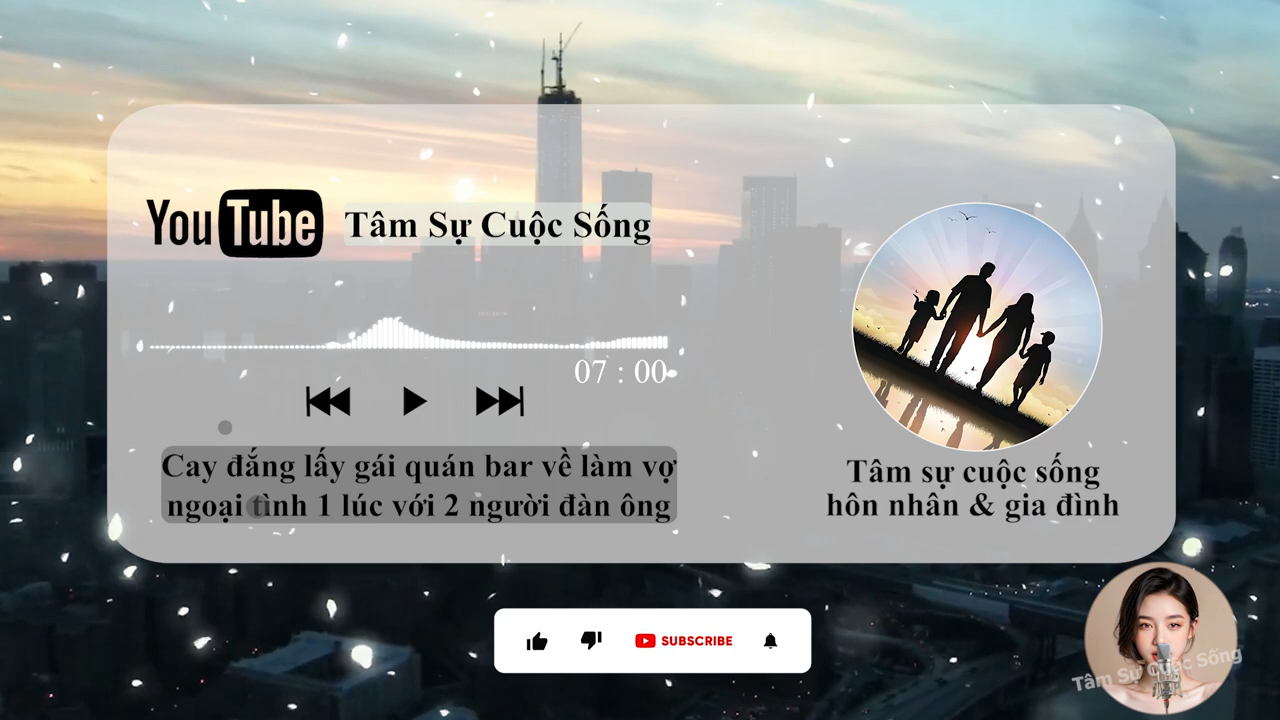 YouTube
Tâm Sự Cuộc Sống
07 : 00
Cay đắng lấy gái quán bar về làm vợ
ngoại tình 1 lúc với 2 người đàn ông
Tâm sự cuộc sống
hôn nhân & gia đình
SUBSCRIBE
Tâm Sự Cuộc Sống